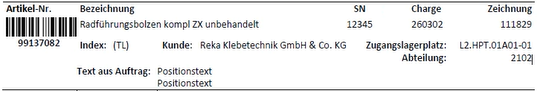 Artikel-Nr. Bezeichnung SN Charge Zeichnung
Radführungsbolzen kompl ZX unbehandelt 12345 260302 111829
99137082 Index: (TL) Kunde: Reka Klebetechnik GmbH & Co. KG Zugangslagerplatz: L2.HPT.01A01-01
Abteilung: 2102
Text aus Auftrag: Positionstext
Positionstext